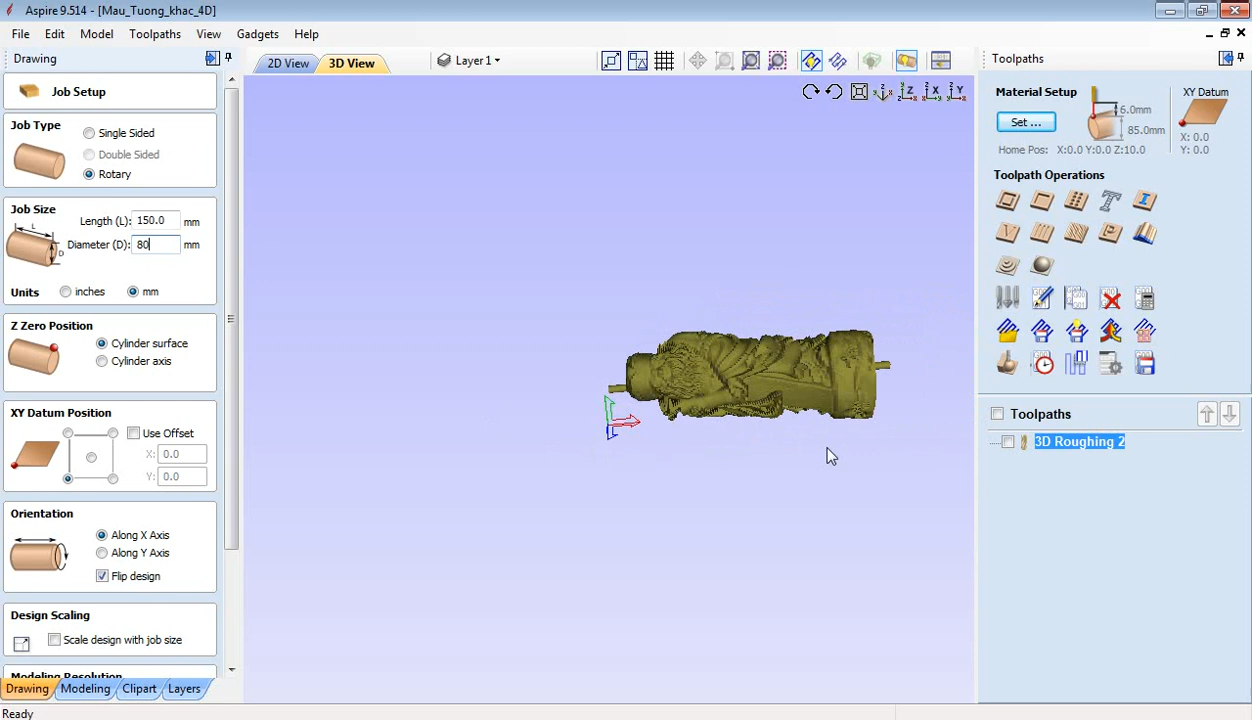 Aspire 9.514 - [Mau_Tuong_khac_4D]
File Edit Model Toolpaths View Gadgets Help
Drawing
2D View 3D View Layer 1
Toolpaths
Job Setup
Job Type
Single Sided
Double Sided
Rotary
Job Size
Length (L): 150.0 mm
Diameter (D): 80 mm
L
D
Units inches mm
Z Zero Position
Cylinder surface
Cylinder axis
XY Datum Position
Use Offset
X: 0.0
Y: 0.0
Orientation
Along X Axis
Along Y Axis
Flip design
Design Scaling
Scale design with job size
Modeling Resolution
Drawing Modeling Clipart Layers
Ready
Material Setup
Set ...
6.0mm
85.0mm
XY Datum
X: 0.0
Y: 0.0
Home Pos: X:0.0 Y:0.0 Z:10.0
Toolpath Operations
Toolpaths
3D Roughing 2